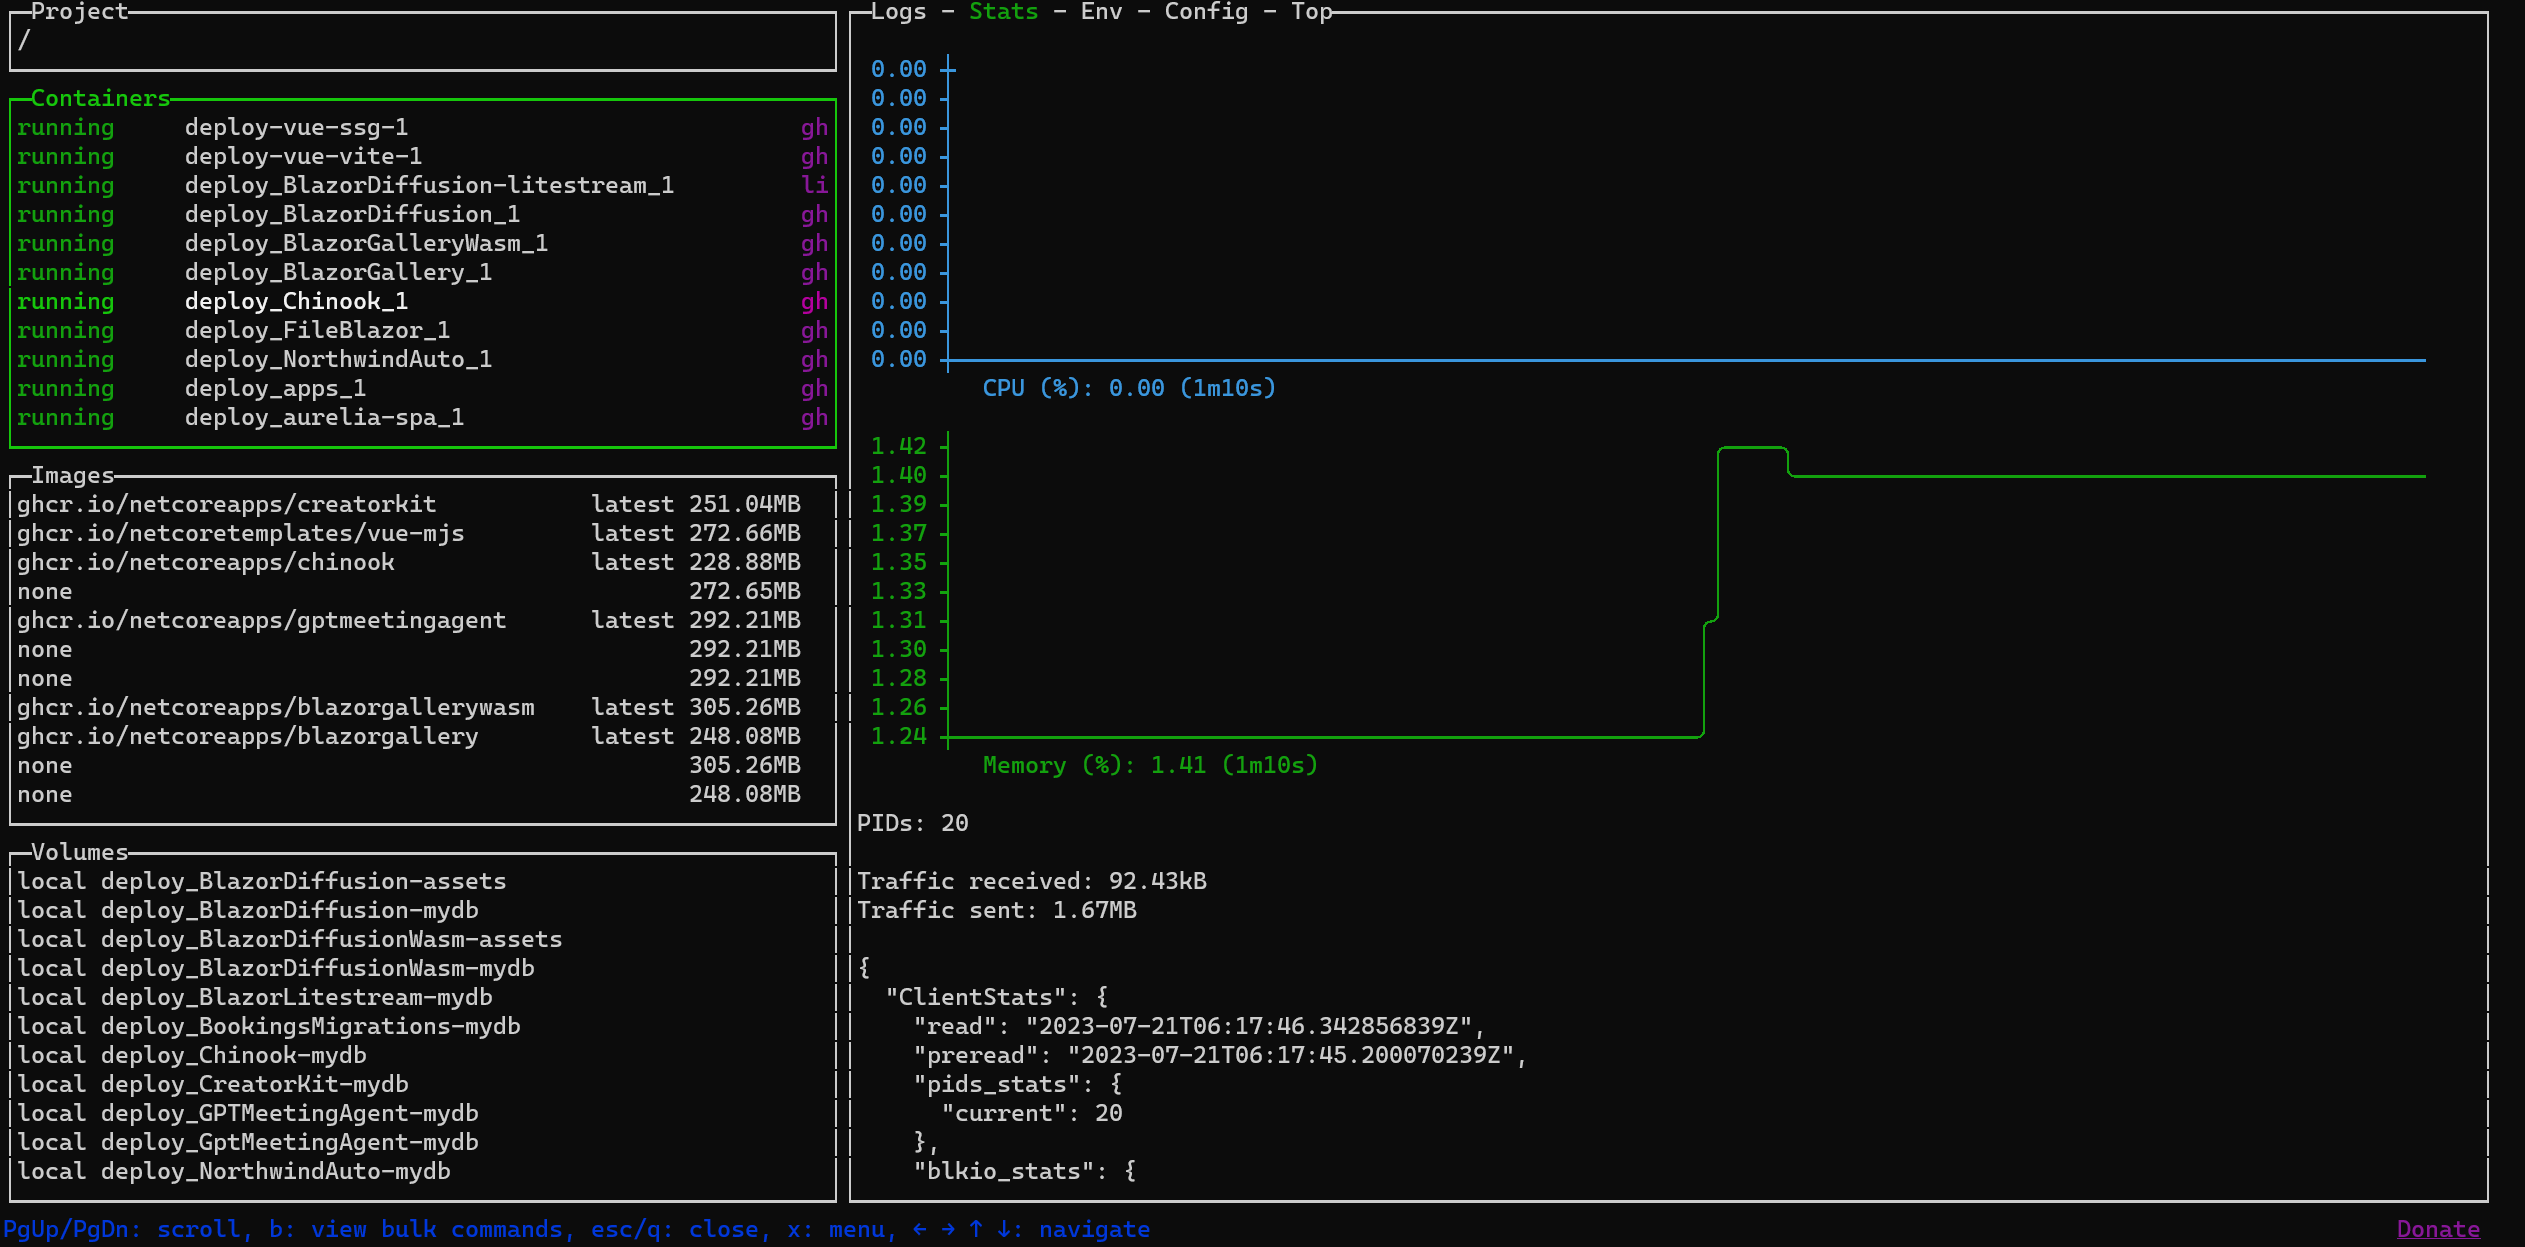 Project
/
Containers
running deploy-vue-ssg-1 gh
running deploy-vue-vite-1 gh
running deploy_BlazorDiffusion-litestream_1 li
running deploy_BlazorDiffusion_1 gh
running deploy_BlazorGalleryWasm_1 gh
running deploy_BlazorGallery_1 gh
running deploy_Chinook_1 gh
running deploy_FileBlazor_1 gh
running deploy_NorthwindAuto_1 gh
running deploy_apps_1 gh
running deploy_aurelia-spa_1 gh
Images
ghcr.io/netcoreapps/creatorkit latest 251.04MB
ghcr.io/netcoretemplates/vue-mjs latest 272.66MB
ghcr.io/netcoreapps/chinook latest 228.88MB
none 272.65MB
ghcr.io/netcoreapps/gptmeetingagent latest 292.21MB
none 292.21MB
none 292.21MB
ghcr.io/netcoreapps/blazorgallerywasm latest 305.26MB
ghcr.io/netcoreapps/blazorgallery latest 248.08MB
none 305.26MB
none 248.08MB
Volumes
local deploy_BlazorDiffusion-assets
local deploy_BlazorDiffusion-mydb
local deploy_BlazorDiffusionWasm-assets
local deploy_BlazorDiffusionWasm-mydb
local deploy_BlazorLitestream-mydb
local deploy_BookingsMigrations-mydb
local deploy_Chinook-mydb
local deploy_CreatorKit-mydb
local deploy_GPTMeetingAgent-mydb
local deploy_GptMeetingAgent-mydb
local deploy_NorthwindAuto-mydb
Logs - Stats - Env - Config - Top
0.00
0.00
0.00
0.00
0.00
0.00
0.00
0.00
0.00
0.00
0.00
CPU (%): 0.00 (1m10s)
1.42
1.40
1.39
1.37
1.35
1.33
1.31
1.30
1.28
1.26
1.24
Memory (%): 1.41 (1m10s)
PIDs: 20
Traffic received: 92.43kB
Traffic sent: 1.67MB
{
"ClientStats": {
"read": "2023-07-21T06:17:46.342856839Z",
"preread": "2023-07-21T06:17:45.200070239Z",
"pids_stats": {
"current": 20
},
"blkio_stats": {
PgUp/PgDn: scroll, b: view bulk commands, esc/q: close, x: menu, ← → ↑ ↓: navigate
Donate